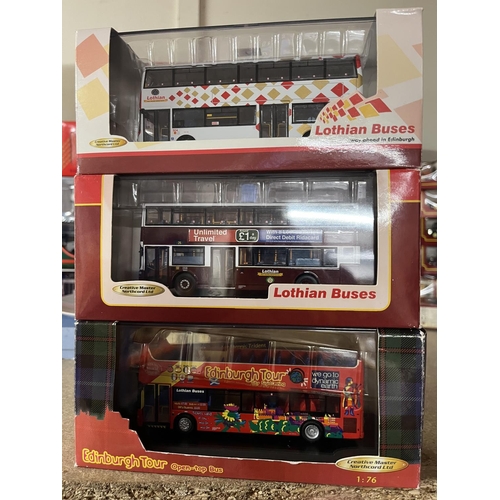 Lothian
Lothian Buses
Creative Master
Northcord Ltd
way ahead in Edinburgh
Unlimited
Travel
£1
Direct Debit Ridacard
Lothian
Creative Master
Northcord Ltd
Lothian Buses
Edinburgh Tour
we go to
dynamic
earth
Lothian Buses
Edinburgh Tour
Open-top Bus
Creative Master
Northcord Ltd
1:76